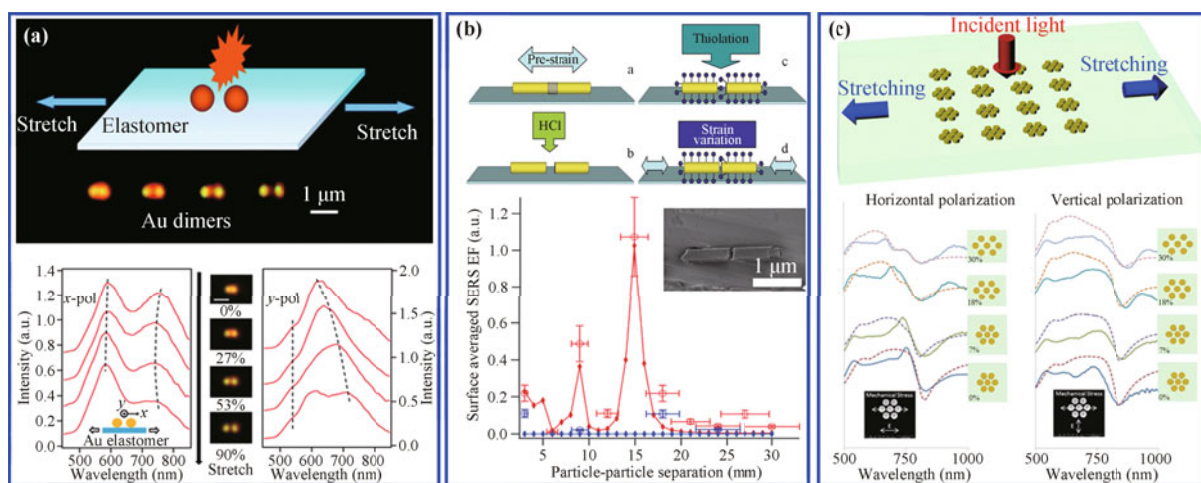 (a)
Stretch
Elastomer
Stretch
Au dimers
1 μm
1.4
1.2
1.0
0.8
0.6
0.4
0.2
0
x-pol
Intensity (a.u.)
y
x
Au elastomer
500 600 700 800
Wavelength (nm)
0%
27%
53%
90%
Stretch
y-pol
2.0
1.5
1.0
0.5
0.0
Intensity (a.u.)
500 600 700 800
Wavelength (nm)
(b)
Pre-strain
a
Thiolation
c
HCl
b
Strain
variation
d
1.2
1.0
0.8
0.6
0.4
0.2
0.0
Surface averaged SERS EF (a.u.)
1 μm
5 10 15 20 25 30
Particle-particle separation (mm)
(c)
Incident light
Stretching
Stretching
Horizontal polarization
30%
18%
7%
0%
Mechanical Stress
500 750 1000
Wavelength (nm)
Vertical polarization
30%
18%
7%
0%
Mechanical Stress
500 750 1000
Wavelength (nm)